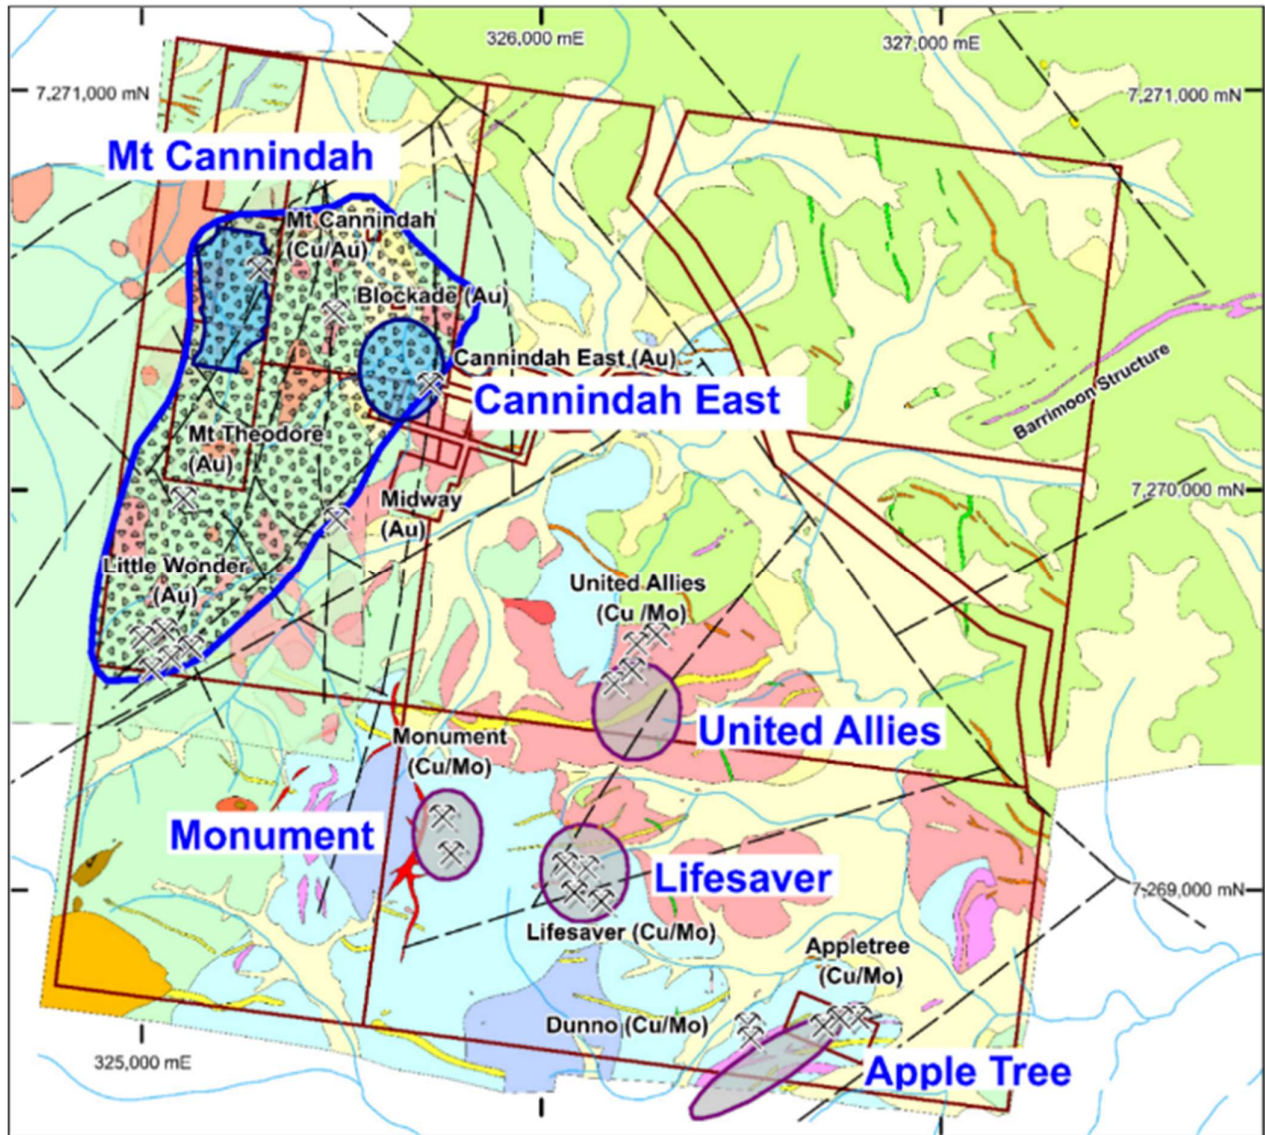 326,000 mE
327,000 mE
7,271,000 mN
7,271,000 mN
Mt Cannindah
Mt Cannindah
(Cu/Au)
Blockade (Au)
Cannindah East (Au)
Cannindah East
Barrimoon Structure
Mt Theodore
(Au)
Midway
(Au)
7,270,000 mN
Little Wonder
(Au)
United Allies
(Cu /Mo)
United Allies
Monument
(Cu/Mo)
Monument
Lifesaver
7,269,000 mN
Lifesaver (Cu/Mo)
Appletree
(Cu/Mo)
Dunno (Cu/Mo)
325,000 mE
Apple Tree